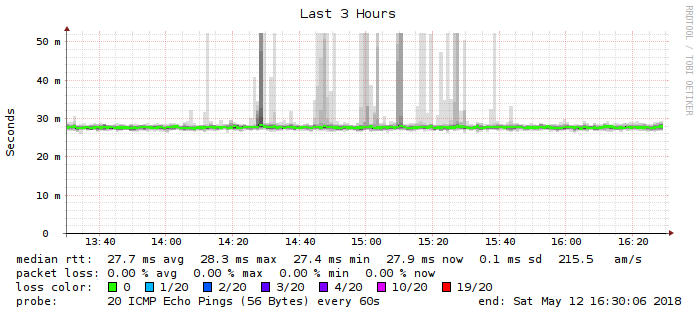 Last 3 Hours
RRDTOOL / TOBI OETIKER
Seconds
50 m
40 m
30 m
20 m
10 m
0
13:40 14:00 14:20 14:40 15:00 15:20 15:40 16:00 16:20
median rtt: 27.7 ms avg 28.3 ms max 27.4 ms min 27.9 ms now 0.1 ms sd 215.5 am/s
packet loss: 0.00 % avg 0.00 % max 0.00 % min 0.00 % now
loss color: 0 1/20 2/20 3/20 4/20 10/20 19/20
probe: 20 ICMP Echo Pings (56 Bytes) every 60s end: Sat May 12 16:30:06 2018